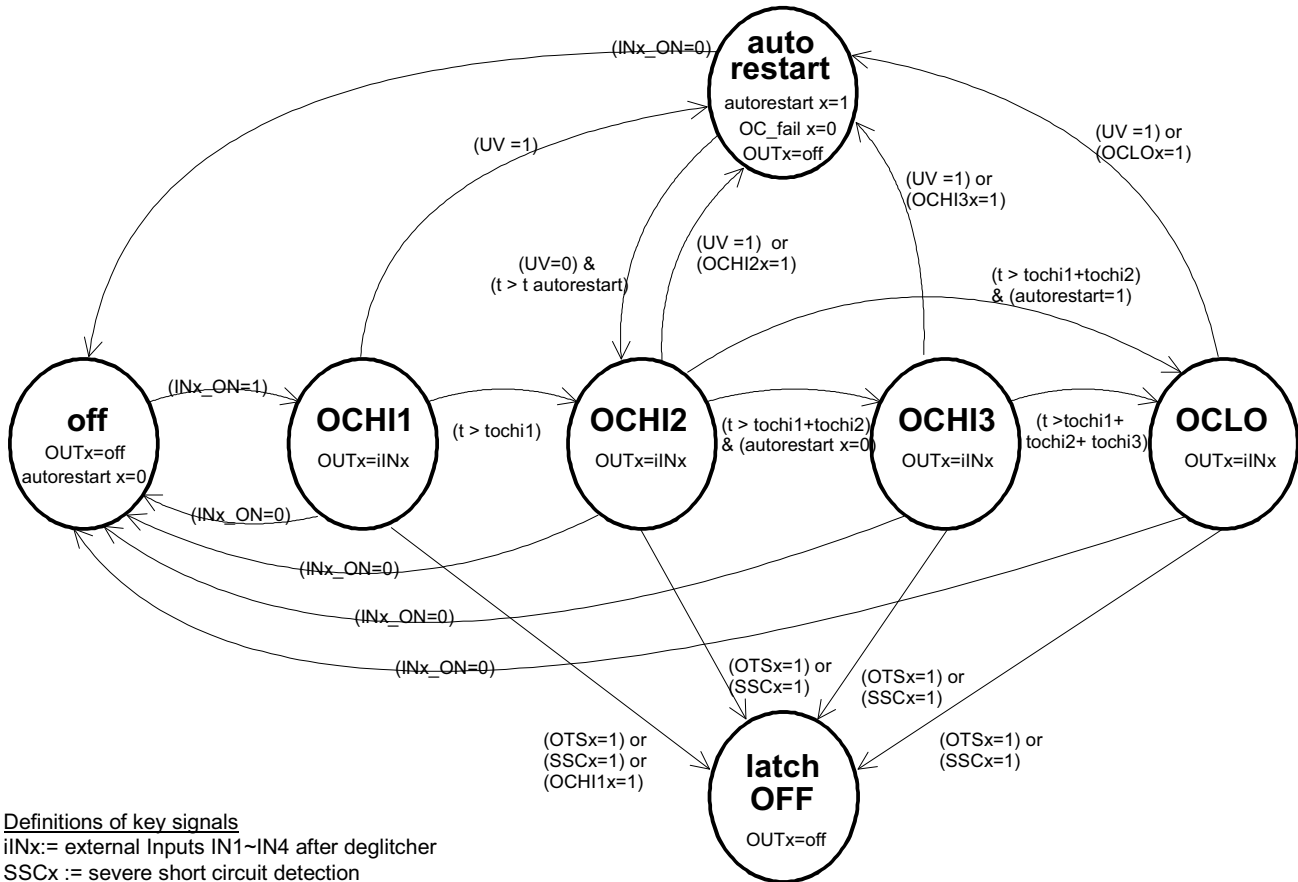 auto
restart
autorestart x=1
OC_fail x=0
OUTx=off
(INx_ON=0)
(UV =1)
(UV =1) or
(OCLOx=1)
(UV =1) or
(OCHI3x=1)
(UV =1) or
(OCHI2x=1)
(UV=0) &
(t > t autorestart)
(t > tochi1+tochi2)
& (autorestart=1)
off
OUTx=off
autorestart x=0
(INx_ON=1)
OCHI1
OUTx=iINx
(t > tochi1)
OCHI2
OUTx=iINx
(t > tochi1+tochi2)
& (autorestart x=0)
OCHI3
OUTx=iINx
(t >tochi1+
tochi2+ tochi3)
OCLO
OUTx=iINx
(INx_ON=0)
(INx_ON=0)
(INx_ON=0)
(INx_ON=0)
(OTSx=1) or
(SSCx=1) or
(OCHI1x=1)
(OTSx=1) or
(SSCx=1)
(OTSx=1) or
(SSCx=1)
(OTSx=1) or
(SSCx=1)
latch
OFF
OUTx=off
Definitions of key signals
iINx:= external Inputs IN1~IN4 after deglitcher
SSCx := severe short circuit detection